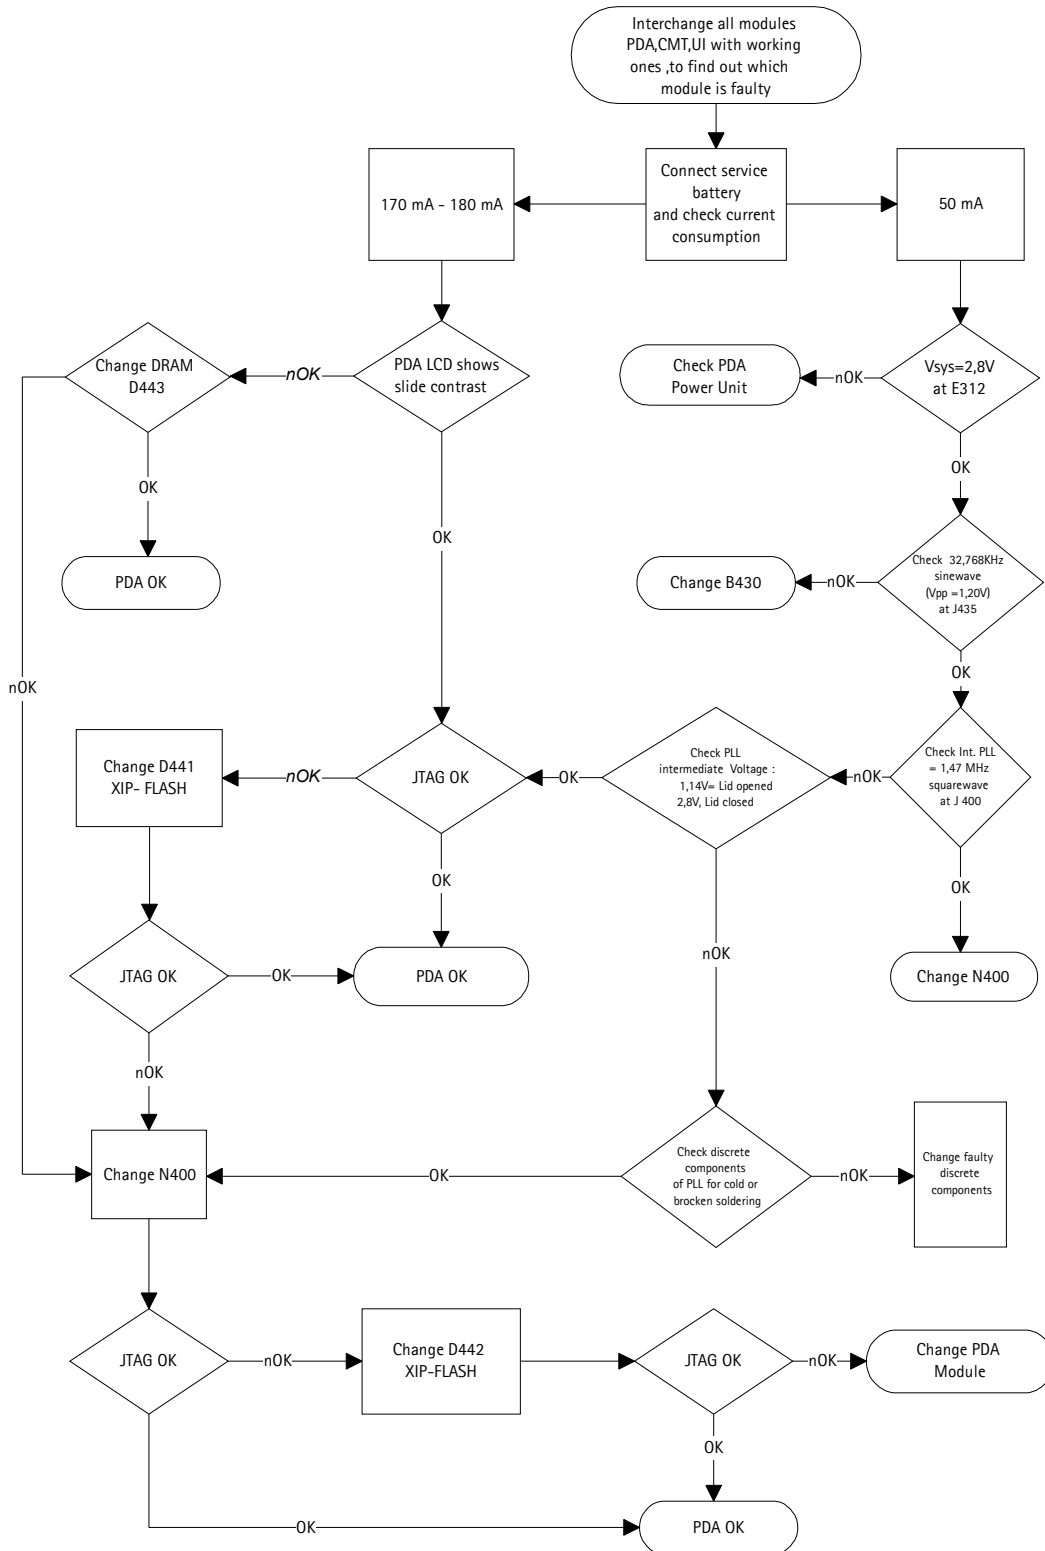 Interchange all modules
PDA,CMT,UI with working
ones ,to find out which
module is faulty
170 mA - 180 mA
Connect service
battery
and check current
consumption
50 mA
Change DRAM
D443
nOK
PDA LCD shows
slide contrast
Check PDA
Power Unit
nOK
Vsys=2,8V
at E312
OK
OK
OK
PDA OK
Change B430
nOK
Check 32,768KHz
sinewave
(Vpp =1,20V)
at J435
OK
nOK
Change D441
XIP- FLASH
nOK
JTAG OK
OK
Check PLL
intermediate Voltage :
1,14V= Lid opened
2,8V, Lid closed
nOK
Check Int. PLL
= 1,47 MHz
squarewave
at J 400
OK
OK
nOK
JTAG OK
OK
PDA OK
Change N400
nOK
Change N400
OK
Check discrete
components
of PLL for cold or
brocken soldering
nOK
Change faulty
discrete
components
JTAG OK
nOK
Change D442
XIP-FLASH
JTAG OK
nOK
Change PDA
Module
OK
OK
PDA OK